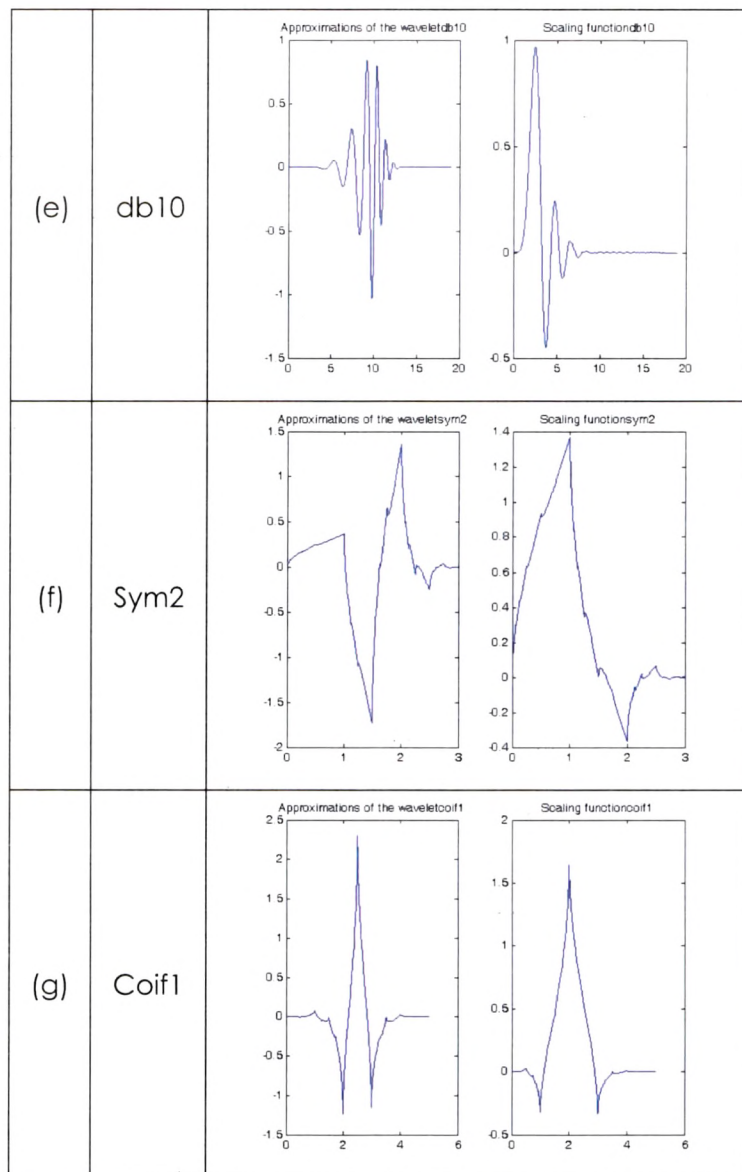 Approximations of the waveletdb10
Scaling functiondb10
(e)
db10
1
0.5
0
-0.5
-1
-1.5
0 5 10 15 20
1
0.5
0
-0.5
0 5 10 15 20
Approximations of the waveletsym2
Scaling functionsym2
(f)
Sym2
1.5
1
0.5
0
-0.5
-1
-1.5
-2
0 1 2 3
1.4
1.2
1
0.8
0.6
0.4
0.2
0
-0.2
-0.4
0 1 2 3
Approximations of the waveletcoif1
Scaling functioncoif1
(g)
Coif1
2.5
2
1.5
1
0.5
0
-0.5
-1
-1.5
0 2 4 6
2
1.5
1
0.5
0
-0.5
0 2 4 6